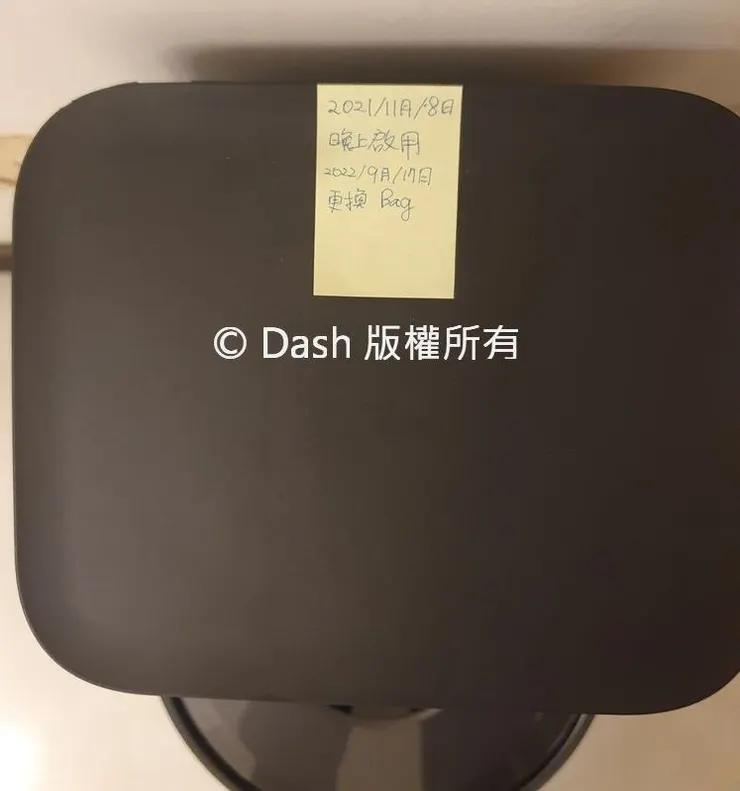 2021/11月/8日
晚上啟用
2022/9月/17日
更換 Bag
© Dash 版權所有